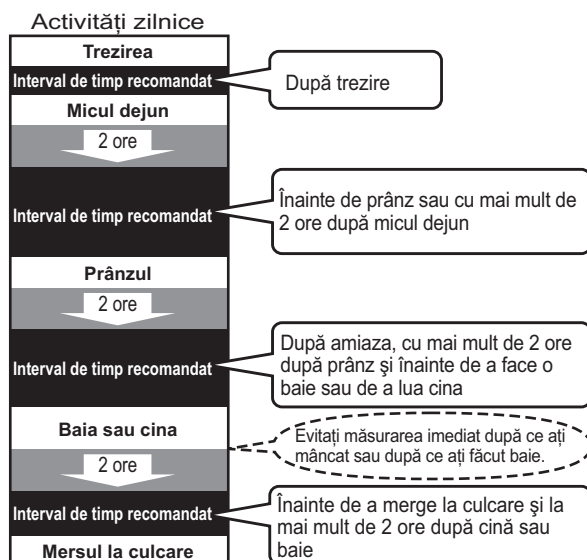 Activităţi zilnice
Trezirea
Interval de timp recomandat
După trezire
Micul dejun
2 ore
Interval de timp recomandat
Înainte de prânz sau cu mai mult de
2 ore după micul dejun
Prânzul
2 ore
Interval de timp recomandat
După amiaza, cu mai mult de 2 ore
după prânz şi înainte de a face o
baie sau de a lua cina
Baia sau cina
Evitaţi măsurarea imediat după ce aţi
mâncat sau după ce aţi făcut baie.
2 ore
Interval de timp recomandat
Înainte de a merge la culcare şi la
mai mult de 2 ore după cină sau
baie
Mersul la culcare